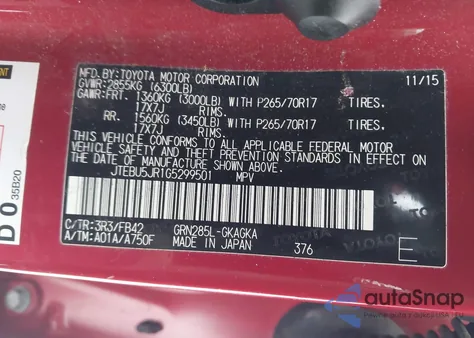 MFD. BY: TOYOTA MOTOR CORPORATION 11/15
GVWR: 2855KG (6300LB)
GAWR: FRT. 1360KG (3000LB) WITH P265/70R17 TIRES.
17X7J RIMS.
RR. 1560KG (3450LB) WITH P265/70R17 TIRES.
17X7J RIMS.
THIS VEHICLE CONFORMS TO ALL APPLICABLE FEDERAL MOTOR
VEHICLE SAFETY AND THEFT PREVENTION STANDARDS IN EFFECT
ON THE DATE OF MANUFACTURE SHOWN ABOVE.
JTEBU5JR1G5299501 MPV
C/TR: 3R3/FB42 GRN285L-GKAGKA
A/TM: A01A/A750F MADE IN JAPAN 376 E
D 0
35B20
TOYOTA
autoSnap